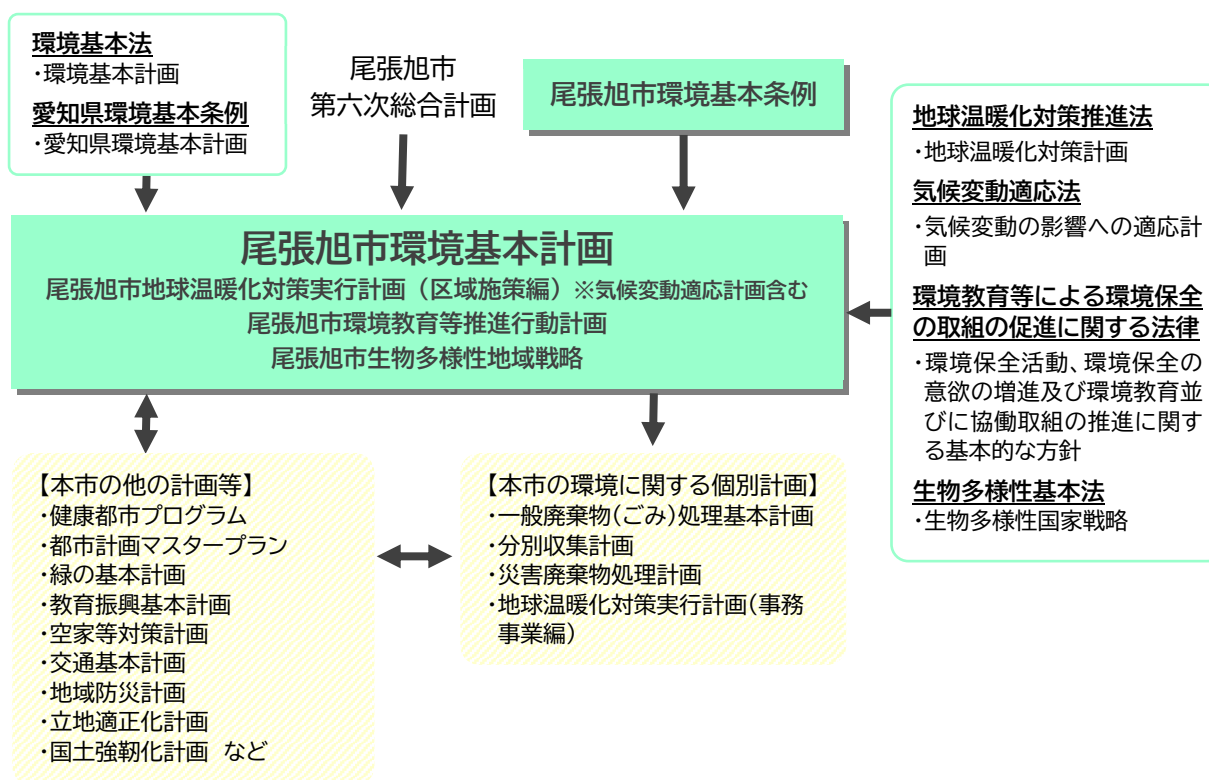 環境基本法
・環境基本計画
愛知県環境基本条例
・愛知県環境基本計画
尾張旭市
第六次総合計画
尾張旭市環境基本条例
地球温暖化対策推進法
・地球温暖化対策計画
気候変動適応法
・気候変動の影響への適応計
画
環境教育等による環境保全
の取組の促進に関する法律
・環境保全活動、環境保全の
意欲の増進及び環境教育並
びに協働取組の推進に関す
る基本的な方針
生物多様性基本法
・生物多様性国家戦略
尾張旭市環境基本計画
尾張旭市地球温暖化対策実行計画（区域施策編）※気候変動適応計画含む
尾張旭市環境教育等推進行動計画
尾張旭市生物多様性地域戦略
【本市の他の計画等】
・健康都市プログラム
・都市計画マスタープラン
・緑の基本計画
・教育振興基本計画
・空家等対策計画
・交通基本計画
・地域防災計画
・立地適正化計画
・国土強靭化計画 など
【本市の環境に関する個別計画】
・一般廃棄物(ごみ)処理基本計画
・分別収集計画
・災害廃棄物処理計画
・地球温暖化対策実行計画(事務
事業編)